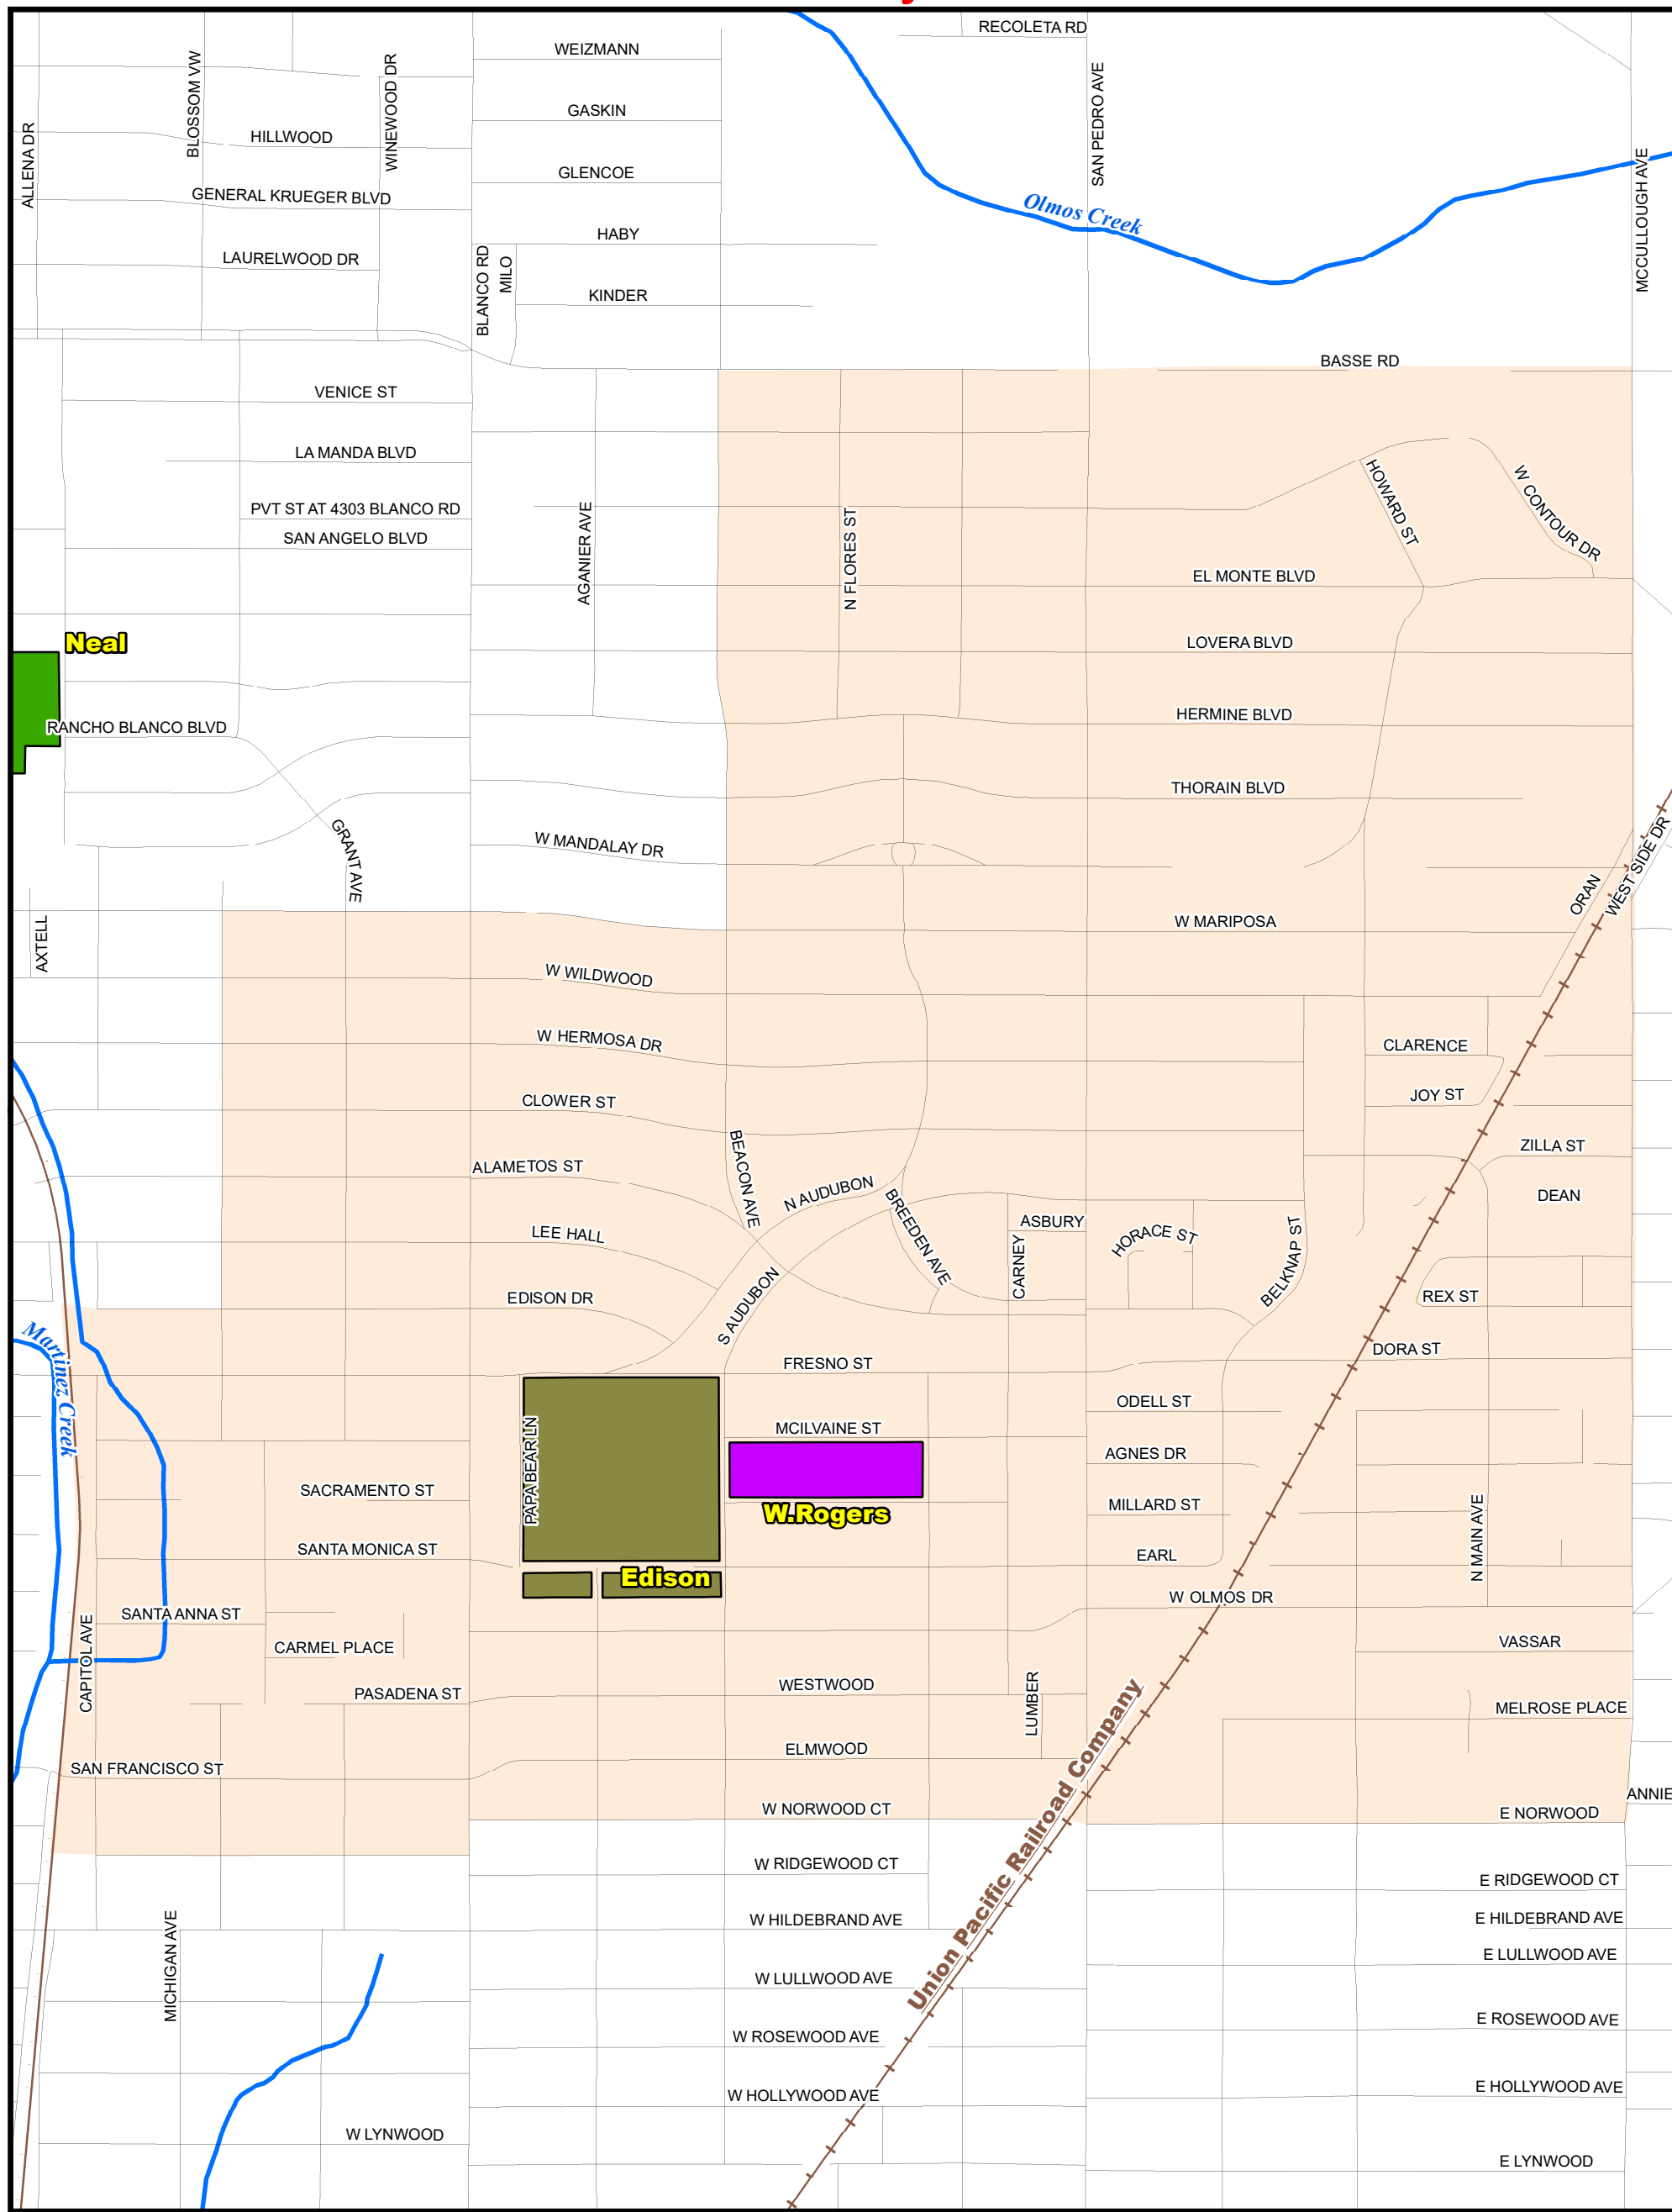 RECOLETA RD
WEIZMANN
BLOSSOM VW
WINEWOOD DR
SAN PEDRO AVE
GASKIN
ALLENA DR
HILLWOOD
GLENCOE
MCCULLOUGH AVE
GENERAL KRUEGER BLVD
Olmos Creek
HABY
LAURELWOOD DR
BLANCO RD
MILO
KINDER
BASSE RD
VENICE ST
LA MANDA BLVD
HOWARD ST
W CONTOUR DR
PVT ST AT 4303 BLANCO RD
SAN ANGELO BLVD
AGANIER AVE
N FLORES ST
EL MONTE BLVD
Neal
LOVERA BLVD
HERMINE BLVD
RANCHO BLANCO BLVD
THORAIN BLVD
GRANT AVE
W MANDALAY DR
WEST SIDE DR
ORAN
W MARIPOSA
AXTELL
W WILDWOOD
W HERMOSA DR
CLARENCE
CLOWER ST
JOY ST
ZILLA ST
ALAMETOS ST
BEACON AVE
N AUDUBON
BREEDEN AVE
DEAN
ASBURY
LEE HALL
HORACE ST
CARNEY
BELKNAP ST
EDISON DR
S AUDUBON
REX ST
Martinez Creek
DORA ST
FRESNO ST
ODELL ST
MCILVAINE ST
PAPA BEAR LN
AGNES DR
SACRAMENTO ST
W.Rogers
MILLARD ST
N MAIN AVE
SANTA MONICA ST
EARL
Edison
W OLMOS DR
SANTA ANNA ST
CAPITOL AVE
CARMEL PLACE
VASSAR
WESTWOOD
PASADENA ST
LUMBER
MELROSE PLACE
ELMWOOD
SAN FRANCISCO ST
Union Pacific Railroad Company
ANNIE
W NORWOOD CT
E NORWOOD
W RIDGEWOOD CT
E RIDGEWOOD CT
MICHIGAN AVE
W HILDEBRAND AVE
E HILDEBRAND AVE
E LULLWOOD AVE
W LULLWOOD AVE
E ROSEWOOD AVE
W ROSEWOOD AVE
E HOLLYWOOD AVE
W HOLLYWOOD AVE
W LYNWOOD
E LYNWOOD